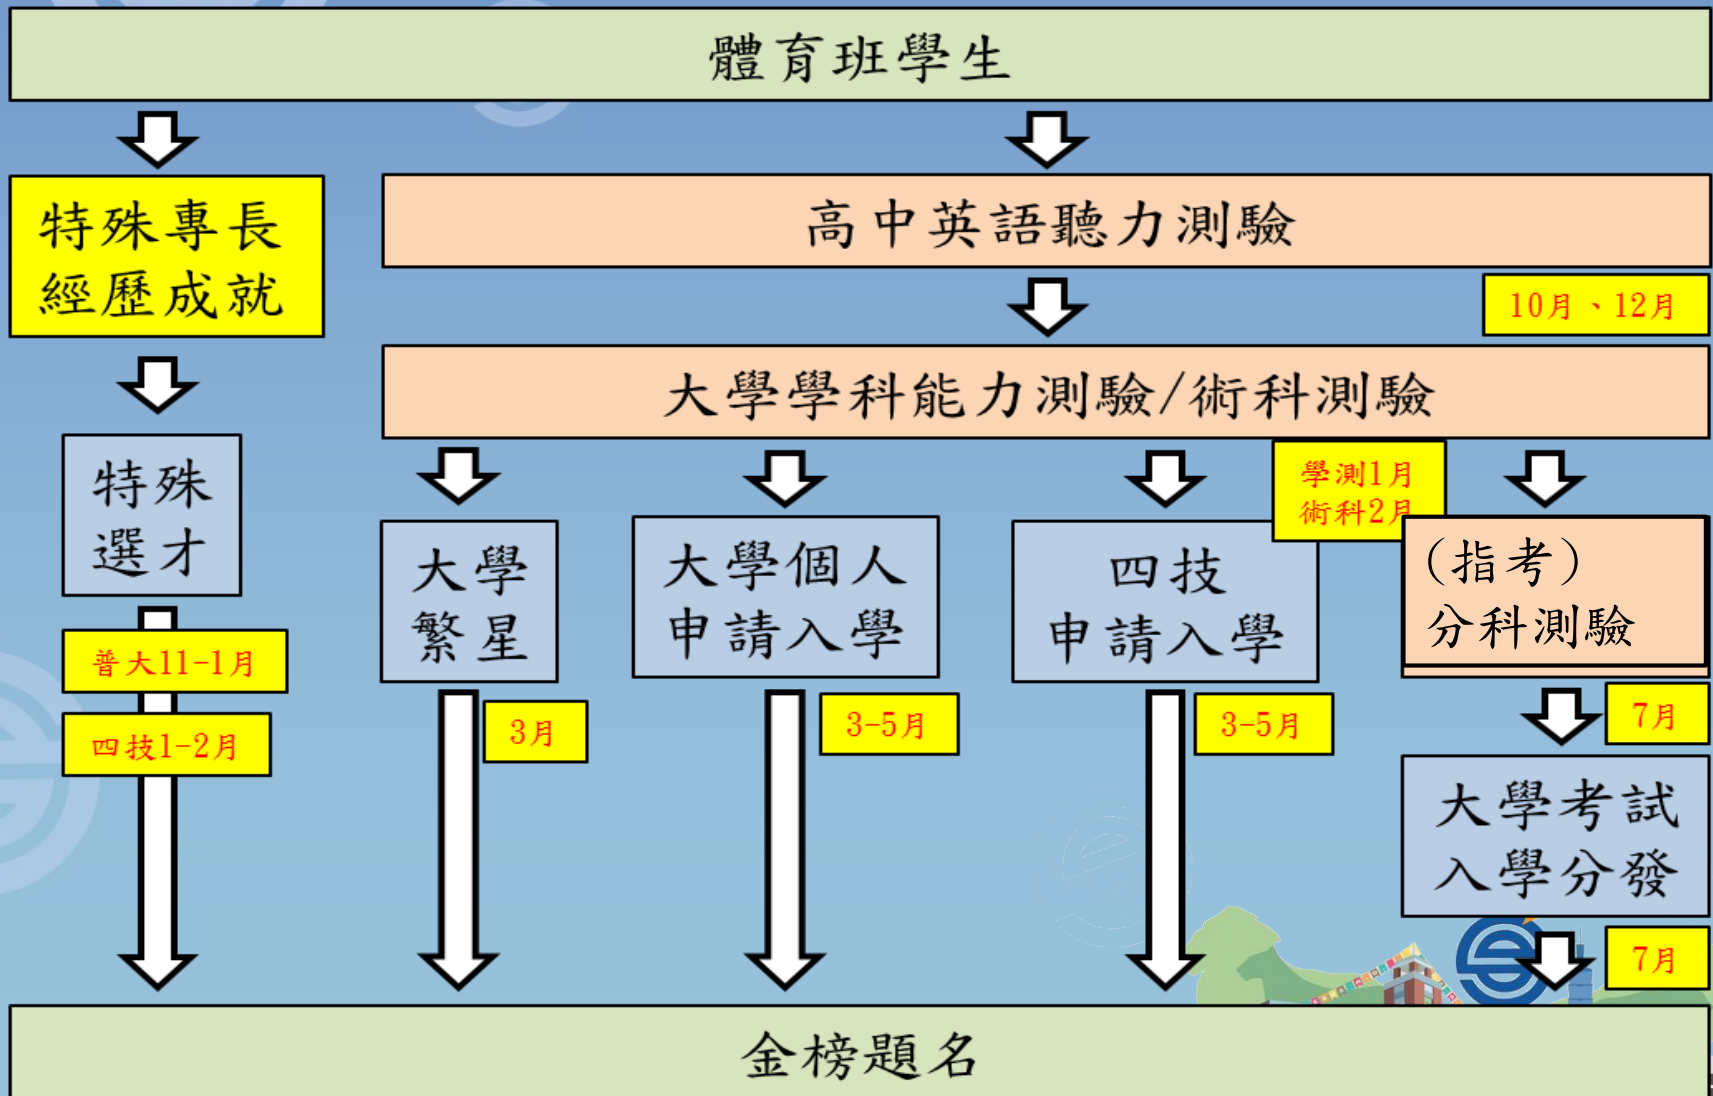 體育班學生
特殊專長
經歷成就
高中英語聽力測驗
10月、12月
大學學科能力測驗/術科測驗
學測1月
術科2月
特殊
選才
普大11-1月
四技1-2月
大學
繁星
3月
大學個人
申請入學
3-5月
四技
申請入學
3-5月
(指考)
分科測驗
7月
大學考試
入學分發
7月
金榜題名